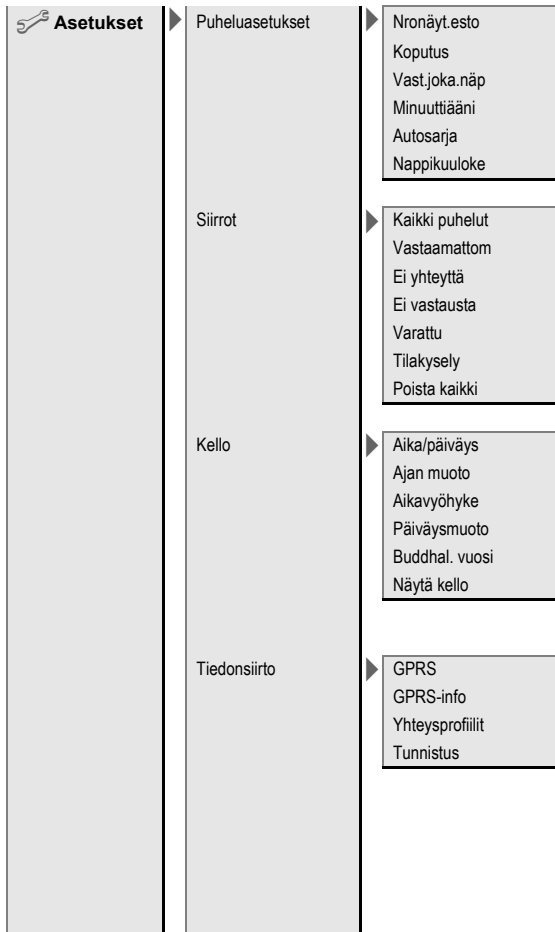 Asetukset
Puheluasetukset
Nronäyt.esto
Koputus
Vast.joka.näp
Minuuttiääni
Autosarja
Nappikuuloke
Siirrot
Kaikki puhelut
Vastaamattom
Ei yhteyttä
Ei vastausta
Varattu
Tilakysely
Poista kaikki
Kello
Aika/päiväys
Ajan muoto
Aikavyöhyke
Päiväysmuoto
Buddhal. vuosi
Näytä kello
Tiedonsiirto
GPRS
GPRS-info
Yhteysprofiilit
Tunnistus